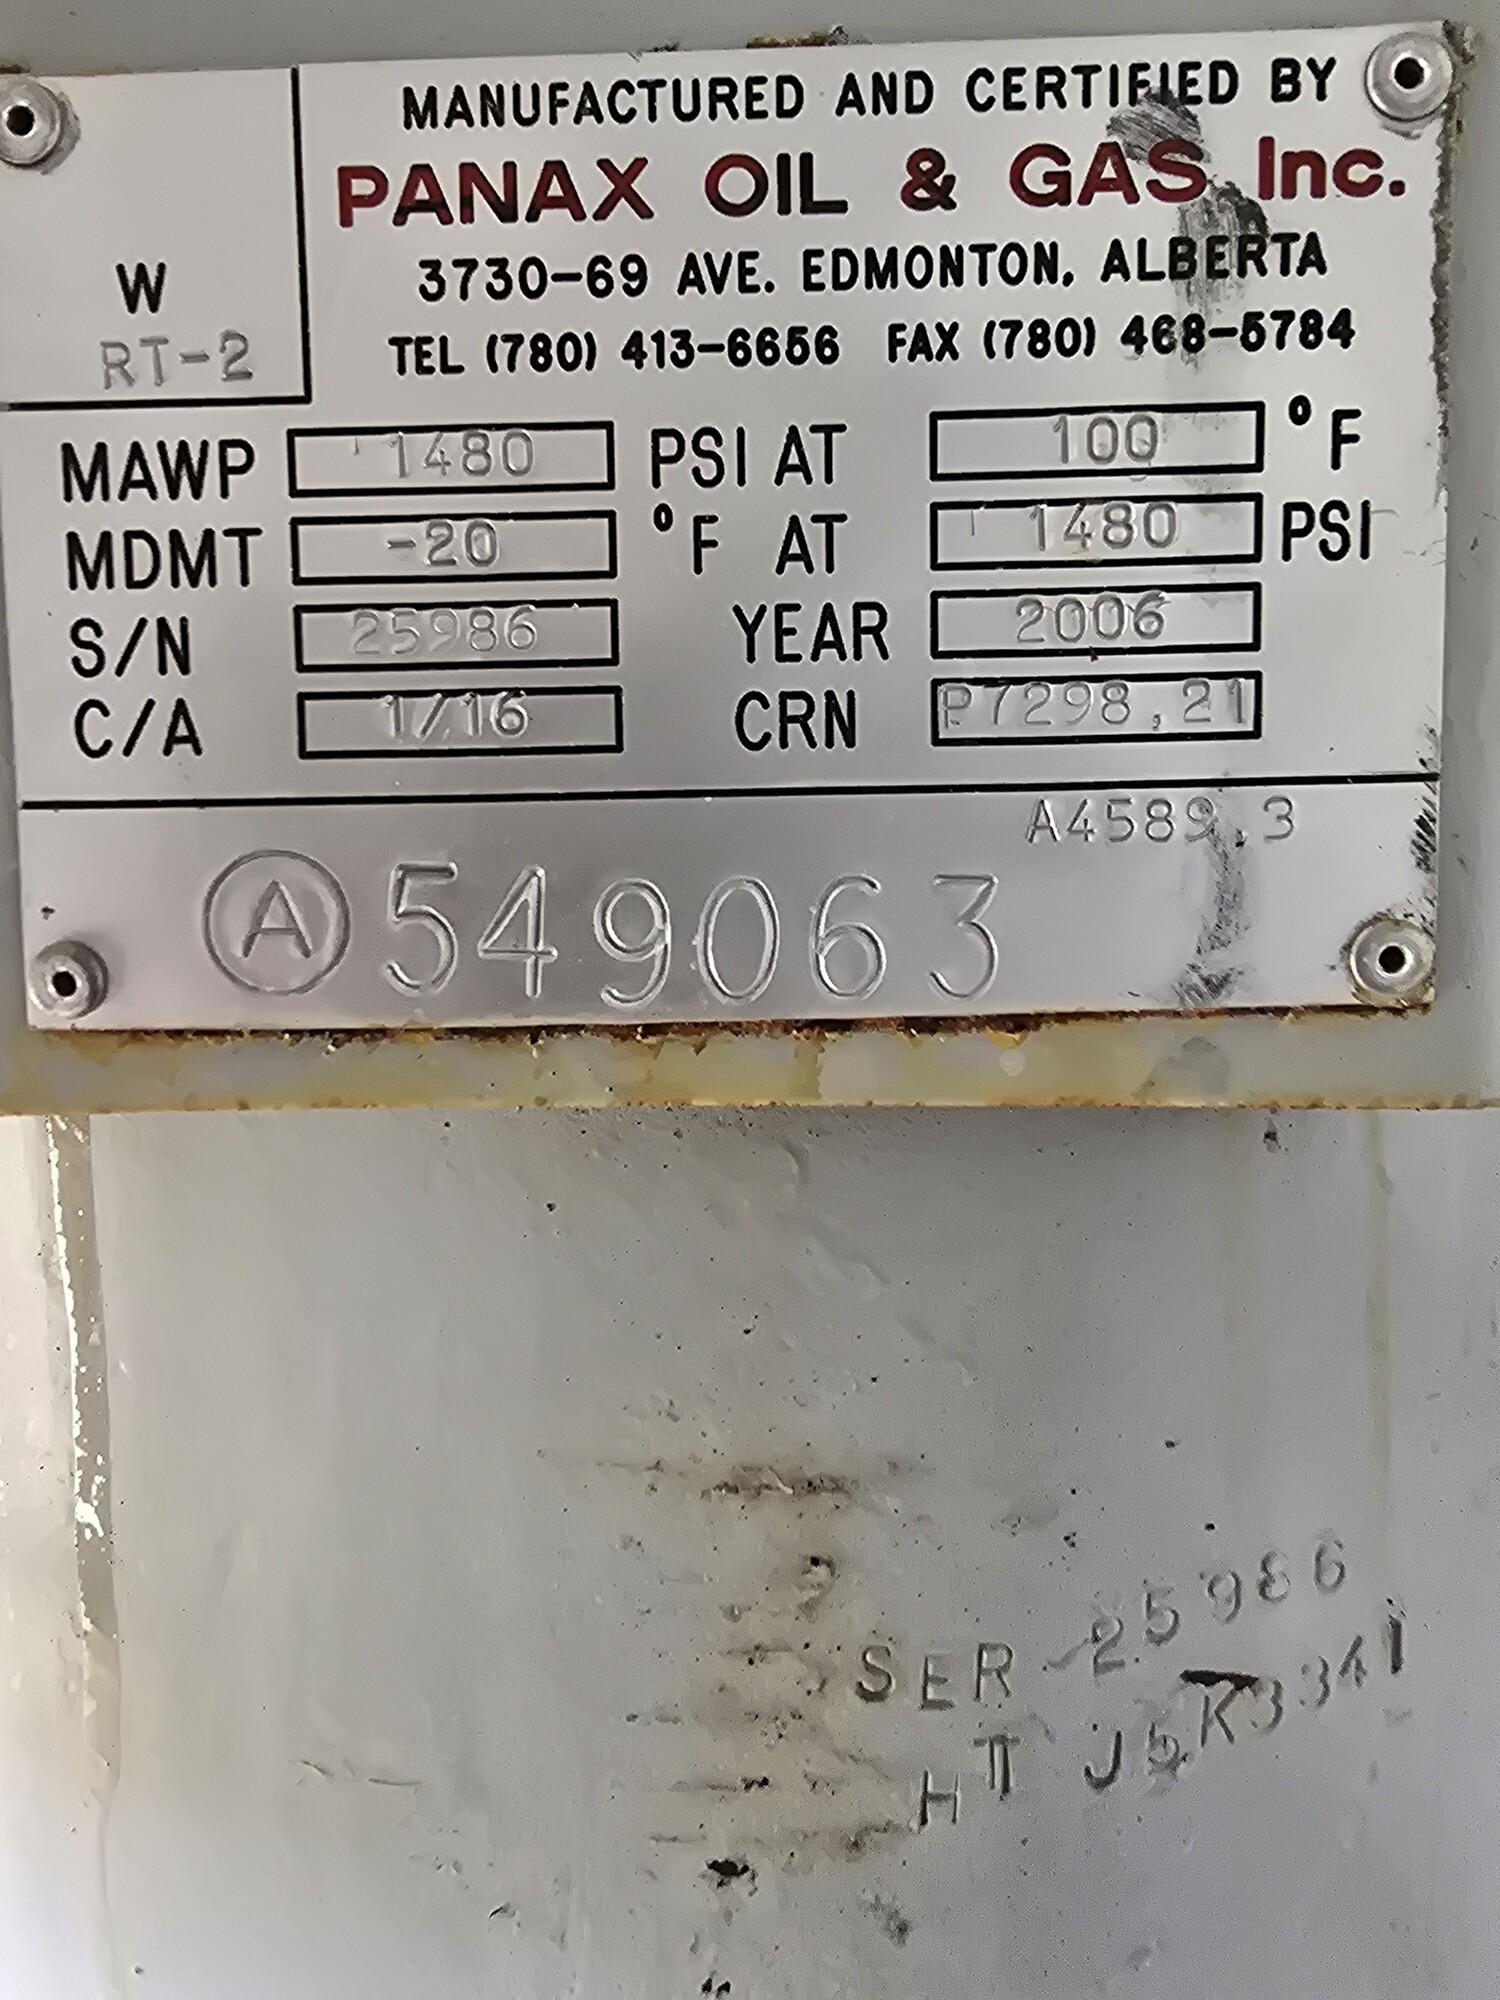 MANUFACTURED AND CERTIFIED BY
PANAX OIL & GAS Inc.
3730-69 AVE. EDMONTON, ALBERTA
TEL (780) 413-6656 FAX (780) 468-5784
W
RT-2
MAWP 1480 PSI AT 100 °F
MDMT -20 °F AT 1480 PSI
S/N 25986 YEAR 2006
C/A 1/16 CRN P7298.21
A4589.3
A 549063
SER 25986
HT J5K3341